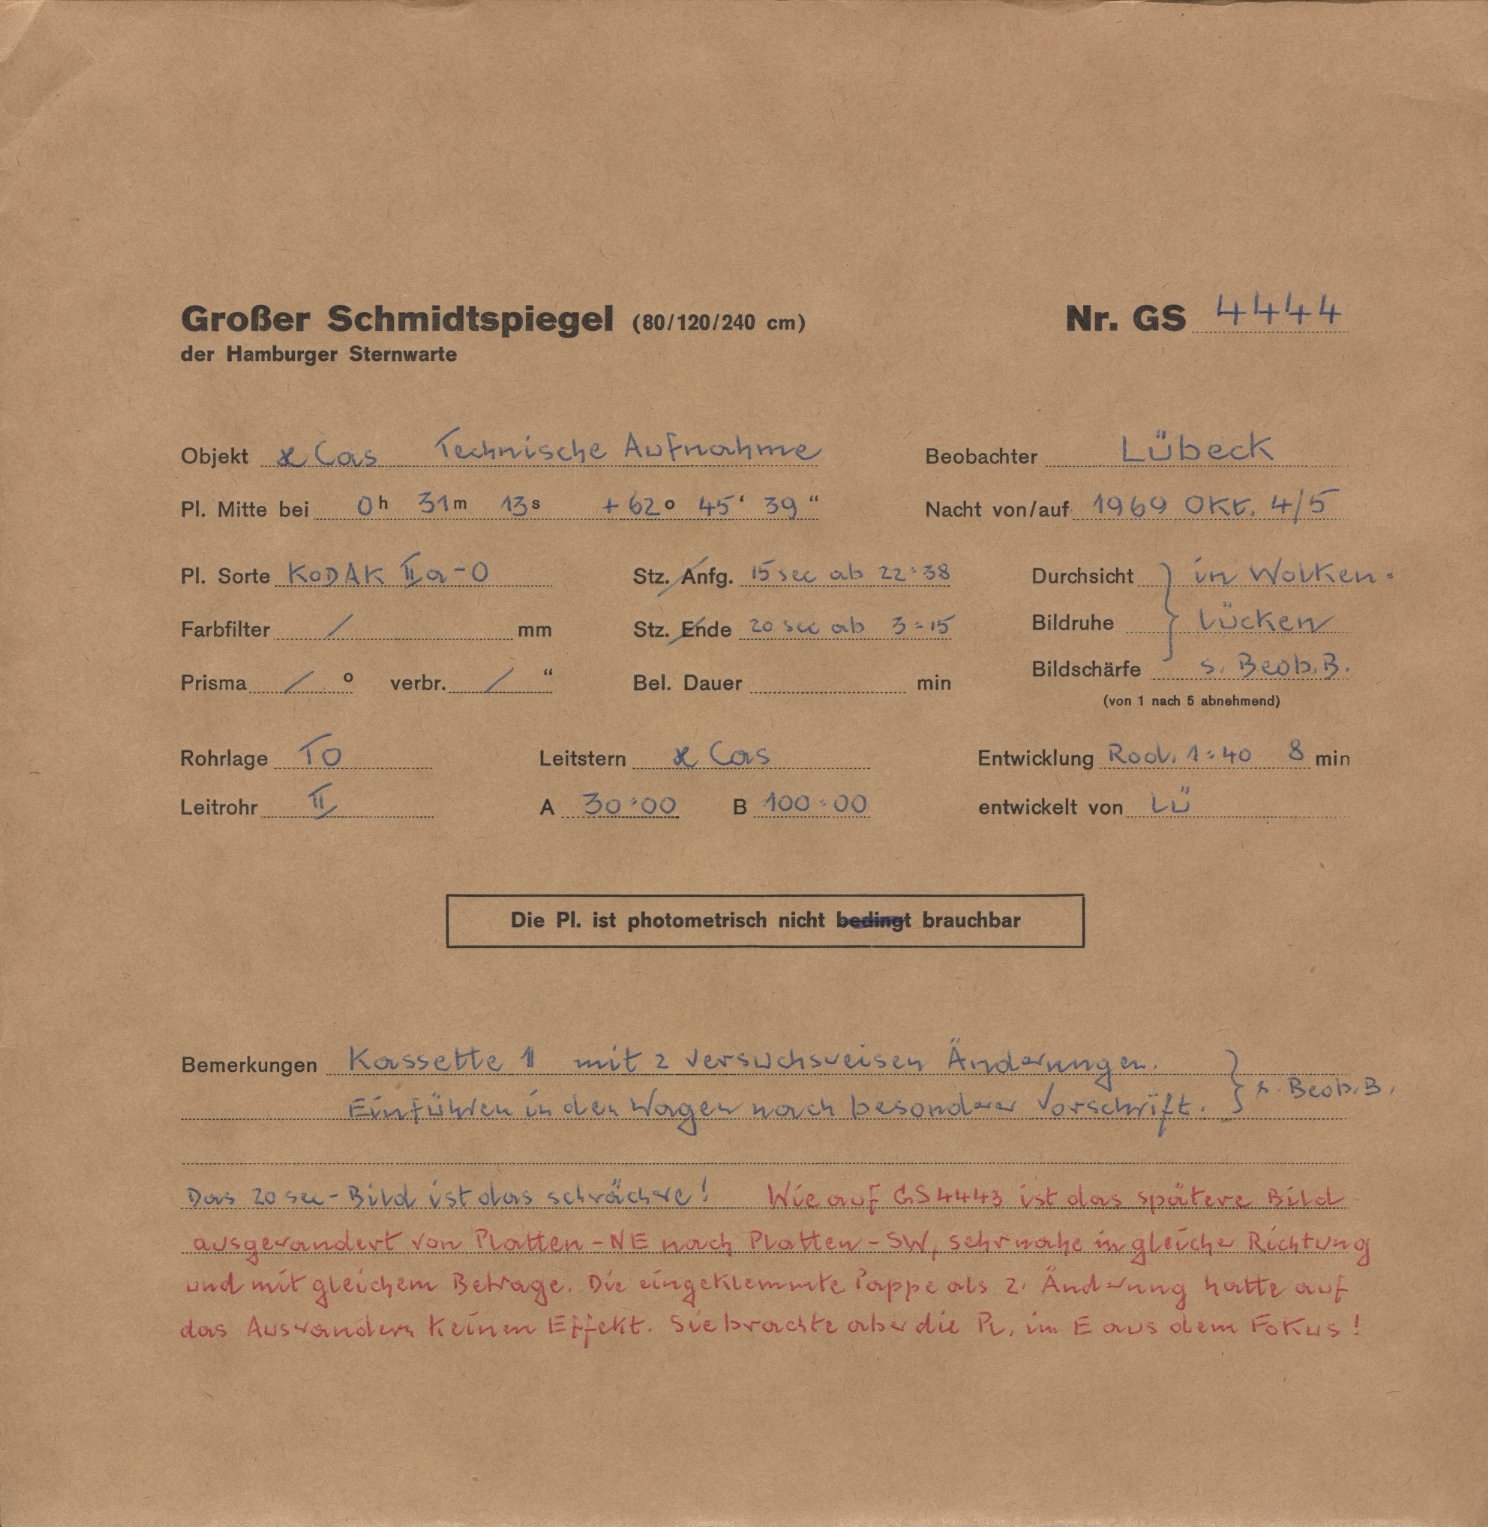 Großer Schmidtspiegel (80/120/240 cm) Nr. GS 4444
der Hamburger Sternwarte
Objekt ϰ Cas Technische Aufnahme Beobachter Lübeck
Pl. Mitte bei 0h 31m 13s +62° 45' 39" Nacht von/auf 1969 Okt. 4/5
Pl. Sorte KODAK IIa-O Stz. Anfg. 15 sec ab 22:38 Durchsicht } in Wolken=
Farbfilter / mm Stz. Ende 20 sec ab 3:15 Bildruhe lücken
Prisma / ° verbr. / " Bel. Dauer min Bildschärfe s. Beob.B.
(von 1 nach 5 abnehmend)
Rohrlage TO Leitstern ϰ Cas Entwicklung Rod. 1:40 8 min
Leitrohr II A 30:00 B 100:00 entwickelt von Lü
Die Pl. ist photometrisch nicht bedingt brauchbar
Bemerkungen Kassette 1 mit 2 versuchsweisen Änderungen. } s. Beob.B.
Einführen in den Wagen nach besonderer Vorschrift.
Das 20 sec-Bild ist das schwächere! Wie auf GS4443 ist das spätere Bild
ausgewandert von Platten-NE nach Platten-SW, sehr nahe in gleicher Richtung
und mit gleichem Betrage. Die eingeklemmte Pappe als 2. Änderung hatte auf
das Auswandern keinen Effekt. Sie brachte aber die Pl. im E aus dem Fokus!